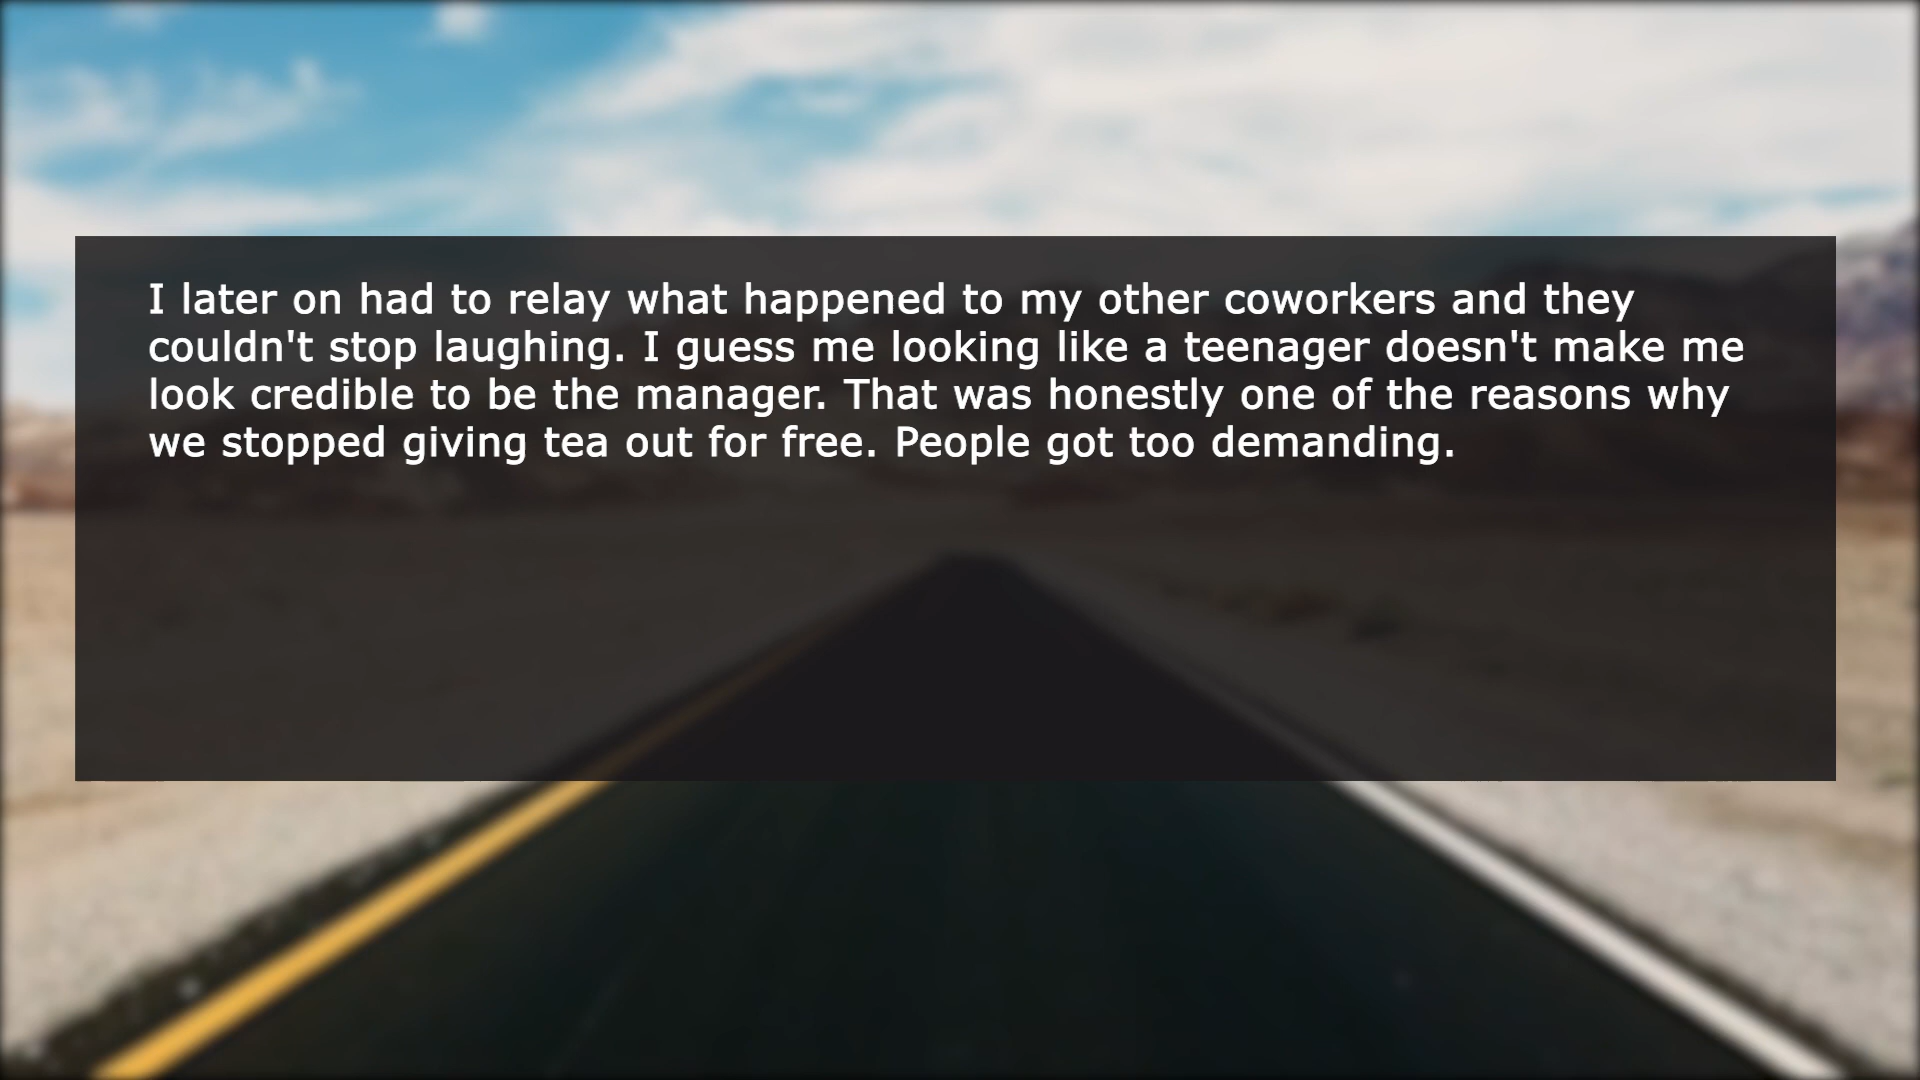 I later on had to relay what happened to my other coworkers and they
couldn't stop laughing. I guess me looking like a teenager doesn't make me
look credible to be the manager. That was honestly one of the reasons why
we stopped giving tea out for free. People got too demanding.